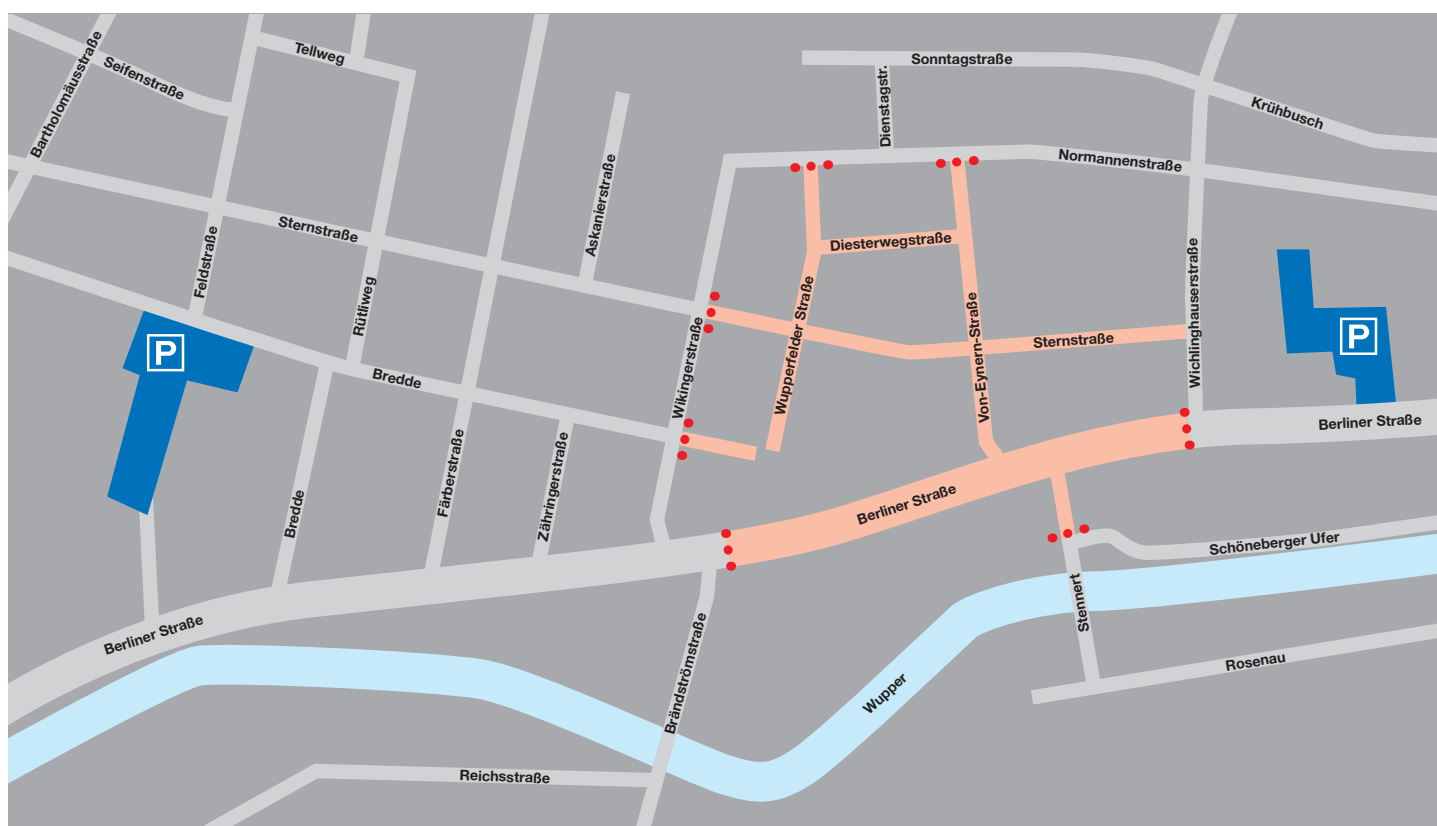 Tellweg
Sonntagstraße
Seifenstraße
Bartholomäusstraße
Dienstagstr.
Krühbusch
Normannenstraße
Askanierstraße
Sternstraße
Feldstraße
Diesterwegstraße
Rütliweg
Wichlinghauserstraße
Wupperfelder Straße
Von-Eynern-Straße
Sternstraße
P
P
Wikingerstraße
Bredde
Berliner Straße
Färberstraße
Zähringerstraße
Bredde
Berliner Straße
Schöneberger Ufer
Stennert
Berliner Straße
Brändströmstraße
Rosenau
Wupper
Reichsstraße